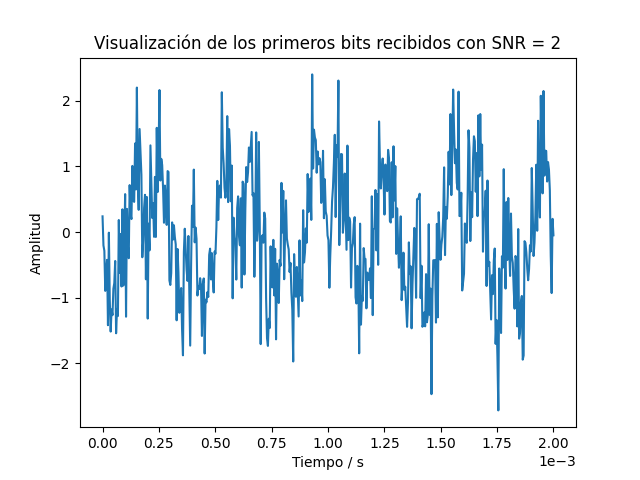 Visualización de los primeros bits recibidos con SNR = 2
Amplitud
2
1
0
−1
−2
0.00 0.25 0.50 0.75 1.00 1.25 1.50 1.75 2.00
1e−3
Tiempo / s